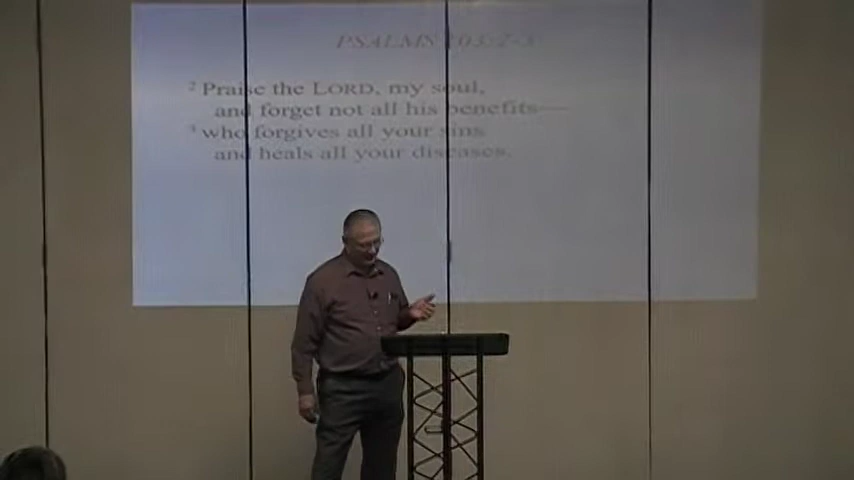 PSALMS 103:2-3
2 Praise the LORD, my soul,
and forget not all his benefits—
3 who forgives all your sins
and heals all your diseases.